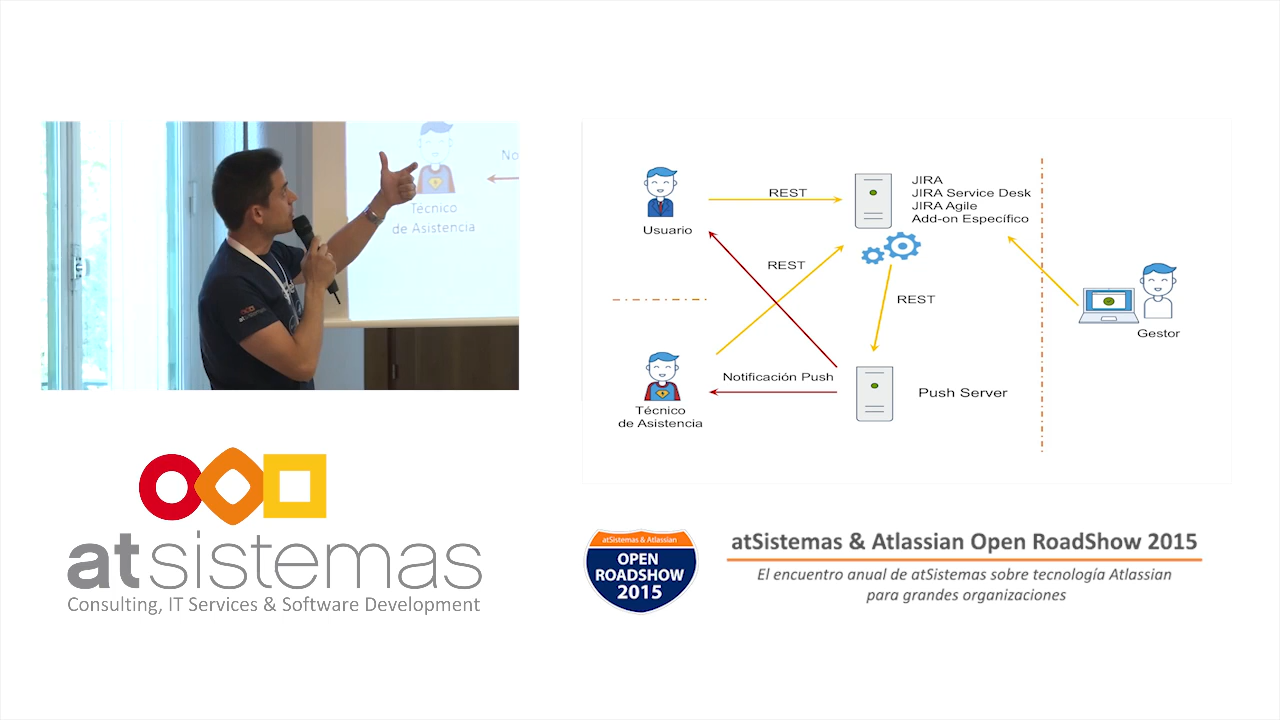 No
Técnico
de Asistencia
atsistemas
REST
JIRA
JIRA Service Desk
JIRA Agile
Add-on Específico
Usuario
REST
REST
Gestor
Notificación Push
Push Server
Técnico
de Asistencia
atsistemas
Consulting, IT Services & Software Development
atSistemas & Atlassian
OPEN
ROADSHOW
2015
atSistemas & Atlassian Open RoadShow 2015
El encuentro anual de atSistemas sobre tecnología Atlassian
para grandes organizaciones